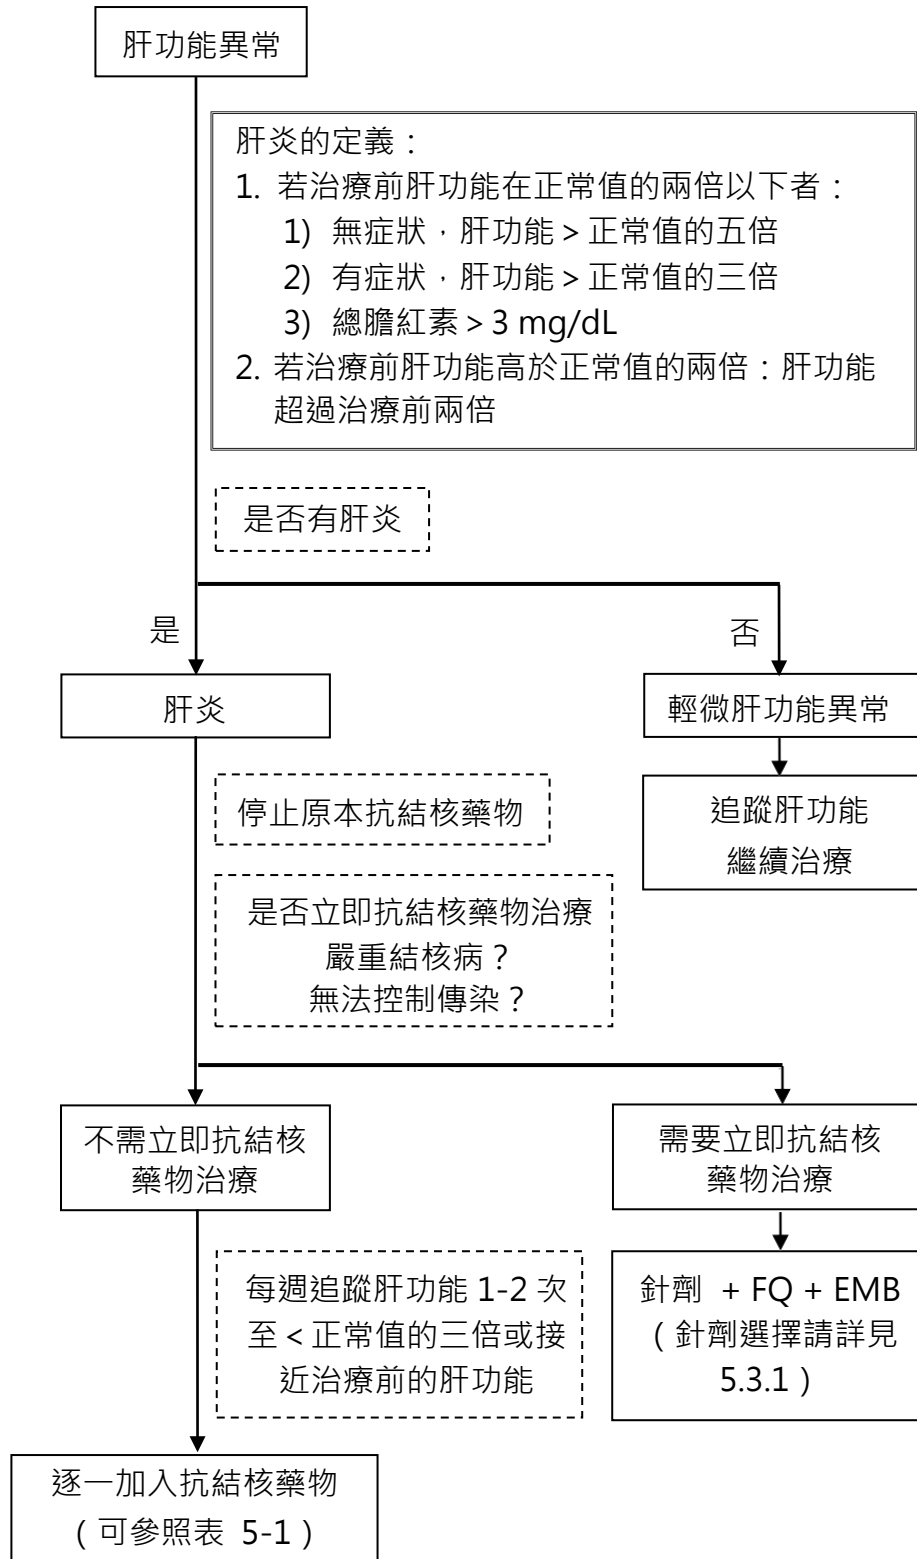 肝功能異常
肝炎的定義：
1. 若治療前肝功能在正常值的兩倍以下者：
1) 無症狀，肝功能 > 正常值的五倍
2) 有症狀，肝功能 > 正常值的三倍
3) 總膽紅素 > 3 mg/dL
2. 若治療前肝功能高於正常值的兩倍：肝功能
超過治療前兩倍
是否有肝炎
是
否
肝炎
輕微肝功能異常
停止原本抗結核藥物
追蹤肝功能
繼續治療
是否立即抗結核藥物治療
嚴重結核病？
無法控制傳染？
不需立即抗結核
藥物治療
需要立即抗結核
藥物治療
每週追蹤肝功能 1-2 次
至 < 正常值的三倍或接
近治療前的肝功能
針劑 + FQ + EMB
（針劑選擇請詳見
5.3.1）
逐一加入抗結核藥物
（可參照表 5-1）